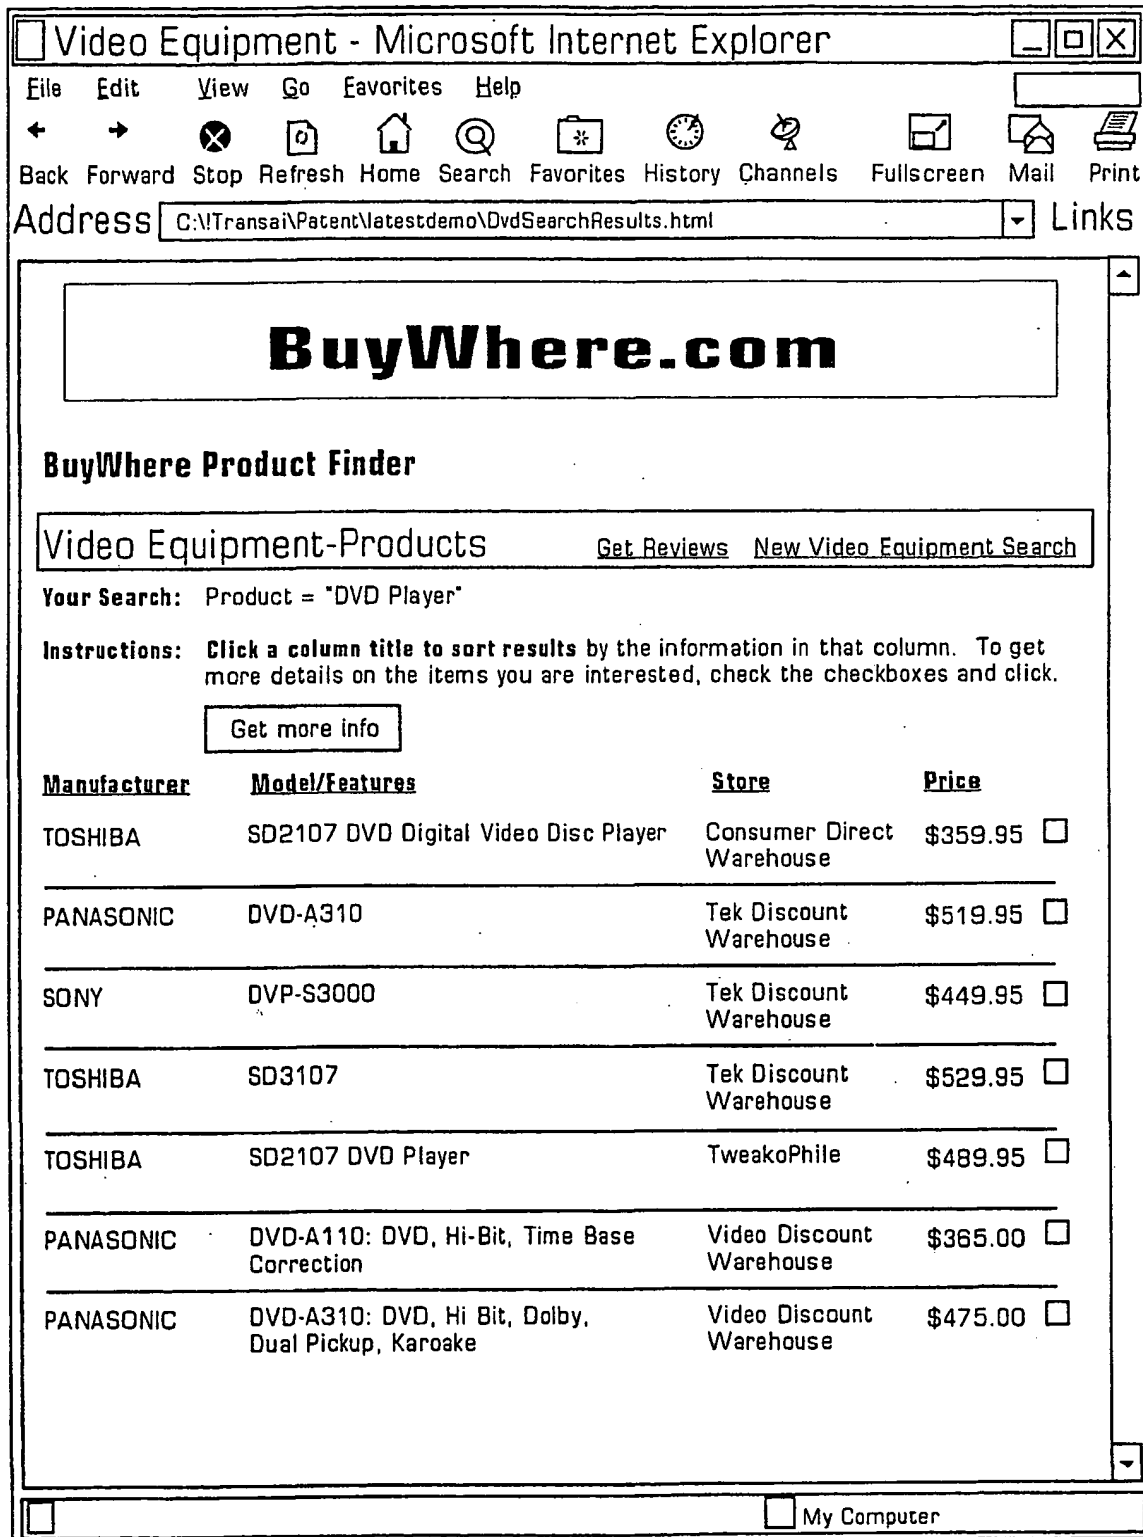 Video Equipment - Microsoft Internet Explorer
File Edit View Go Favorites Help
Back Forward Stop Refresh Home Search Favorites History Channels Fullscreen Mail Print
Address C:\!Transai\Patent\latestdemo\DvdSearchResults.html Links
BuyWhere.com
BuyWhere Product Finder
Video Equipment-Products Get Reviews New Video Equipment Search
Your Search: Product = "DVD Player"
Instructions: Click a column title to sort results by the information in that column. To get
more details on the items you are interested, check the checkboxes and click.
Get more info
Manufacturer Model/Features Store Price
TOSHIBA SD2107 DVD Digital Video Disc Player Consumer Direct $359.95
Warehouse
PANASONIC DVD-A310 Tek Discount $519.95
Warehouse
SONY DVP-S3000 Tek Discount $449.95
Warehouse
TOSHIBA SD3107 Tek Discount $529.95
Warehouse
TOSHIBA SD2107 DVD Player TweakoPhile $489.95
PANASONIC DVD-A110: DVD, Hi-Bit, Time Base Video Discount $365.00
Correction Warehouse
PANASONIC DVD-A310: DVD, Hi Bit, Dolby, Video Discount $475.00
Dual Pickup, Karoake Warehouse
My Computer